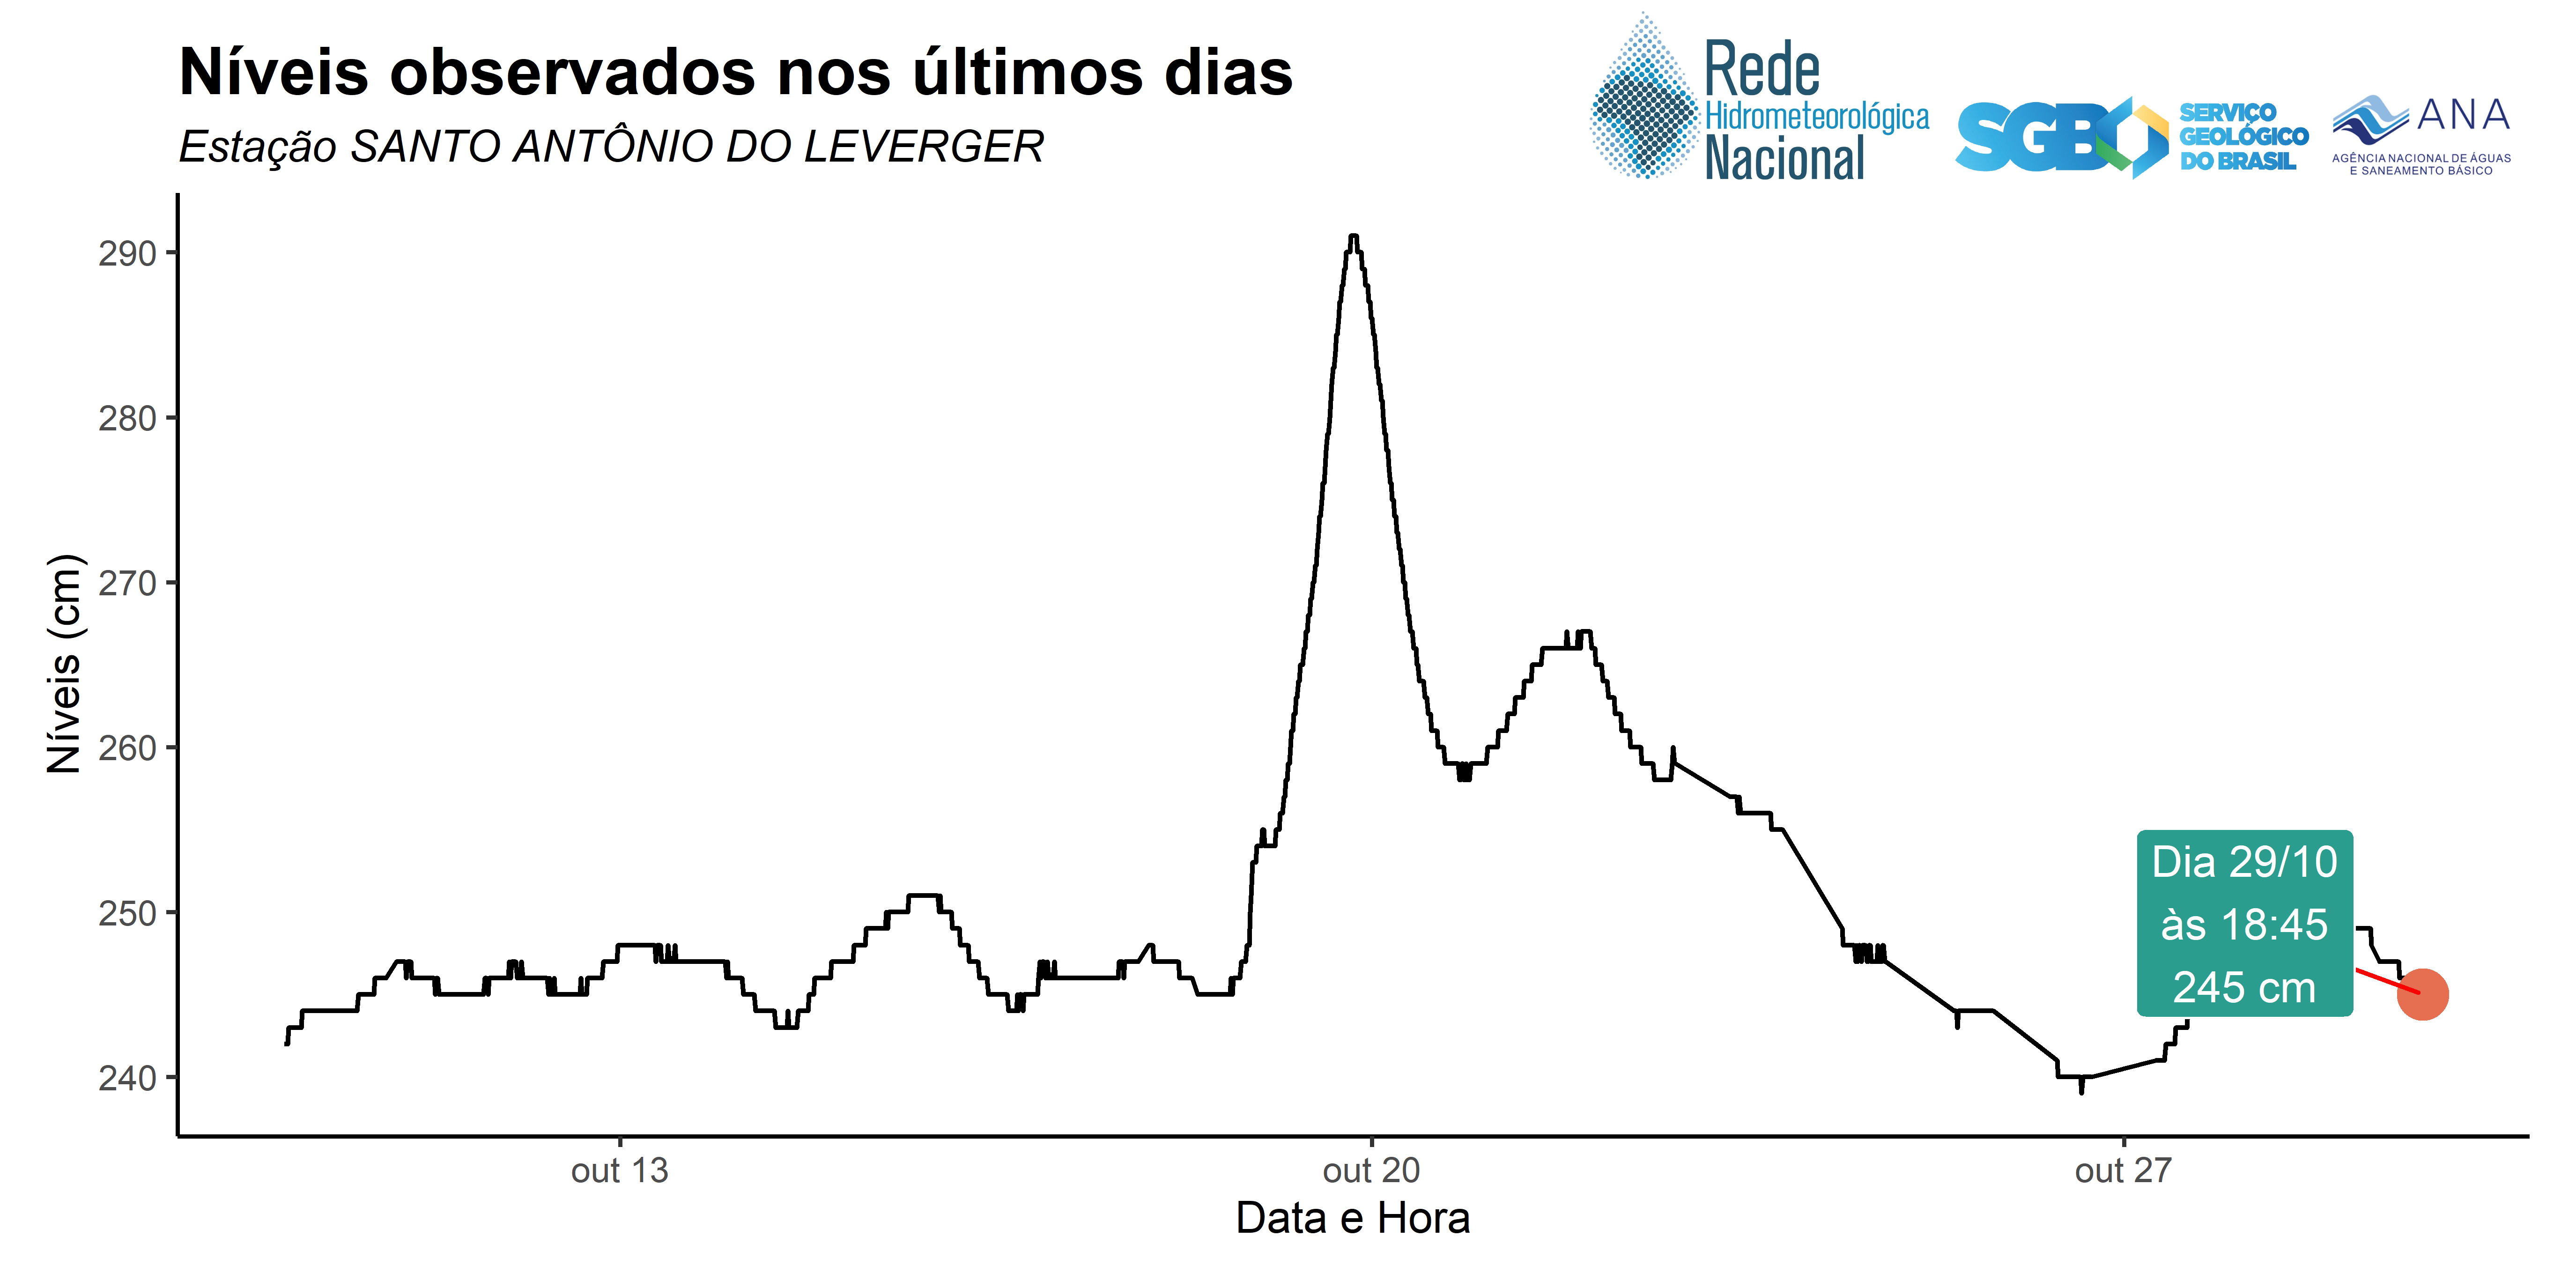 Níveis observados nos últimos dias
Estação SANTO ANTÔNIO DO LEVERGER
Rede
Hidrometeorológica
Nacional
SGB
SERVIÇO
GEOLÓGICO
DO BRASIL
ANA
AGÊNCIA NACIONAL DE ÁGUAS
E SANEAMENTO BÁSICO
Níveis (cm)
290
280
270
260
250
240
Dia 29/10
às 18:45
245 cm
out 13
out 20
out 27
Data e Hora